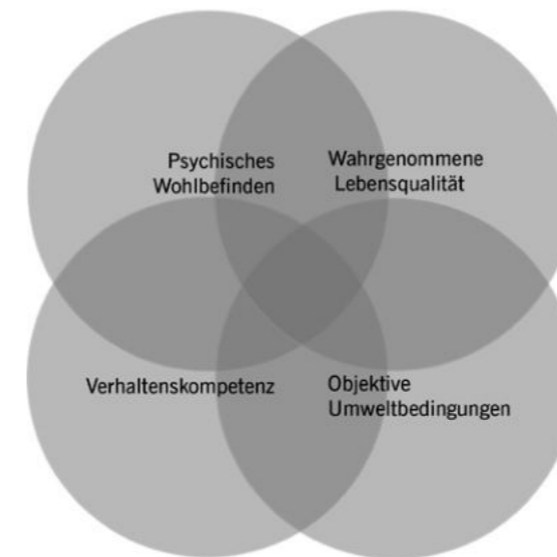 Psychisches
Wohlbefinden
Wahrgenommene
Lebensqualität
Verhaltenskompetenz
Objektive
Umweltbedingungen